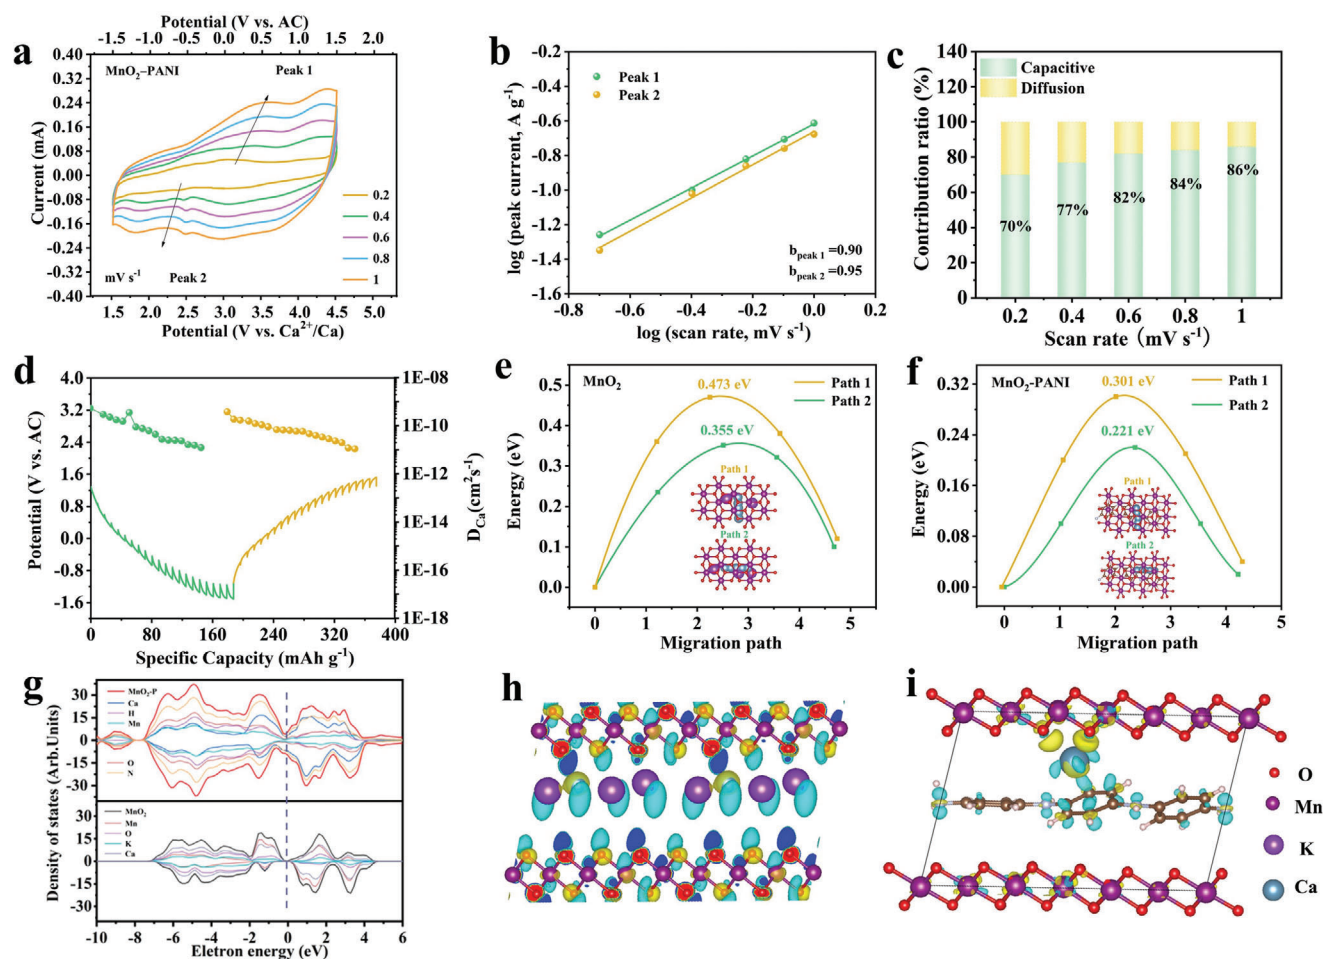 a
Potential (V vs. AC)
-1.5 -1.0 -0.5 0.0 0.5 1.0 1.5 2.0
MnO₂–PANI
Peak 1
Current (mA)
0.40
0.32
0.24
0.16
0.08
0.00
-0.08
-0.16
-0.24
-0.32
-0.40
0.2
0.4
0.6
0.8
1
mV s⁻¹
Peak 2
1.5 2.0 2.5 3.0 3.5 4.0 4.5 5.0
Potential (V vs. Ca²⁺/Ca)
b
log (peak current, A g⁻¹)
-0.2
-0.4
-0.6
-0.8
-1.0
-1.2
-1.4
-1.6
Peak 1
Peak 2
b peak 1 =0.90
b peak 2 =0.95
-0.8 -0.6 -0.4 -0.2 0.0 0.2
log (scan rate, mV s⁻¹)
c
Contribution ratio (%)
140
120
100
80
60
40
20
0
Capacitive
Diffusion
70%
77%
82%
84%
86%
0.2 0.4 0.6 0.8 1
Scan rate (mV s⁻¹)
d
Potential (V vs. AC)
4.0
3.2
2.4
1.6
0.8
0.0
-0.8
-1.6
1E-08
1E-10
1E-12
1E-14
1E-16
1E-18
D Ca (cm²s⁻¹)
0 80 160 240 320 400
Specific Capacity (mAh g⁻¹)
e
Energy (eV)
0.5
0.4
0.3
0.2
0.1
0.0
MnO₂
0.473 eV
Path 1
Path 2
0.355 eV
Path 1
Path 2
0 1 2 3 4 5
Migration path
f
Energy (eV)
0.32
0.24
0.16
0.08
0.00
MnO₂-PANI
0.301 eV
Path 1
Path 2
0.221 eV
Path 1
Path 2
0 1 2 3 4 5
Migration path
g
Density of states (Arb.Units)
30
15
0
-15
-30
MnO₂-P
Ca
H
Mn
O
N
30
15
0
-15
-30
MnO₂
Mn
O
K
Ca
-10 -8 -6 -4 -2 0 2 4 6
Eletron energy (eV)
h
i
O
Mn
K
Ca